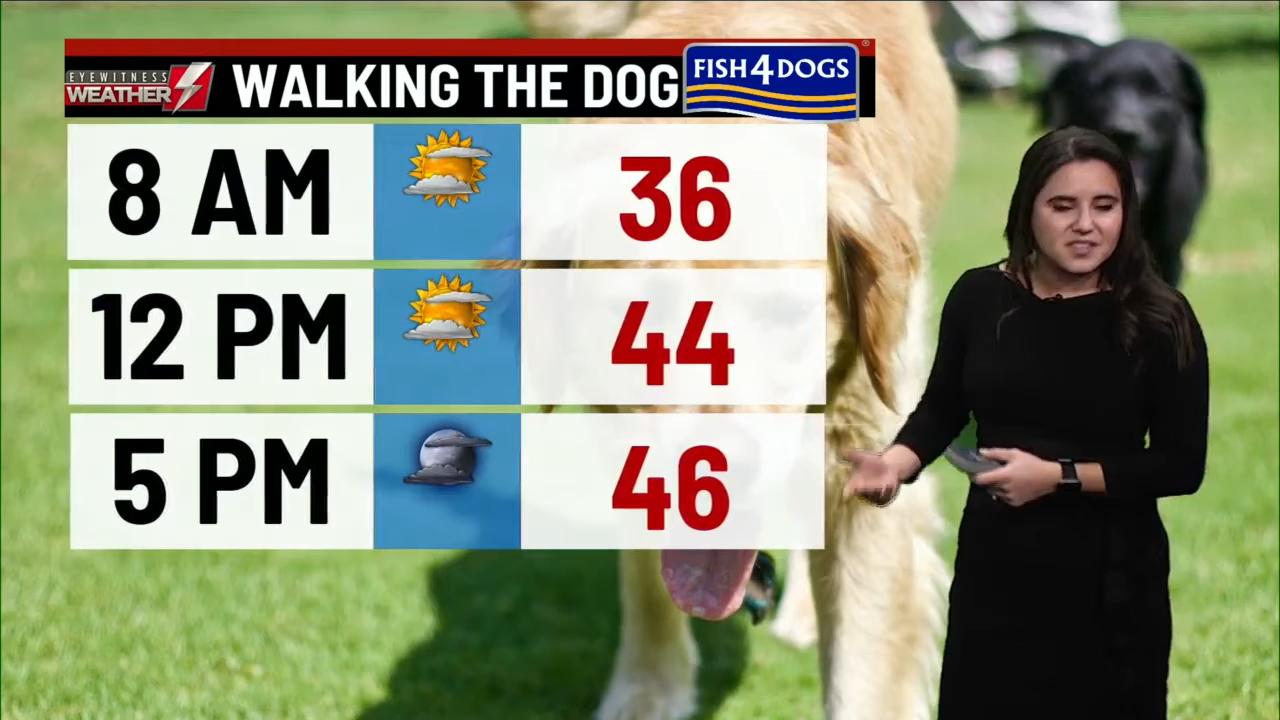 EYEWITNESS
WEATHER
WALKING THE DOG
FISH4DOGS
®
8 AM
36
12 PM
44
5 PM
46